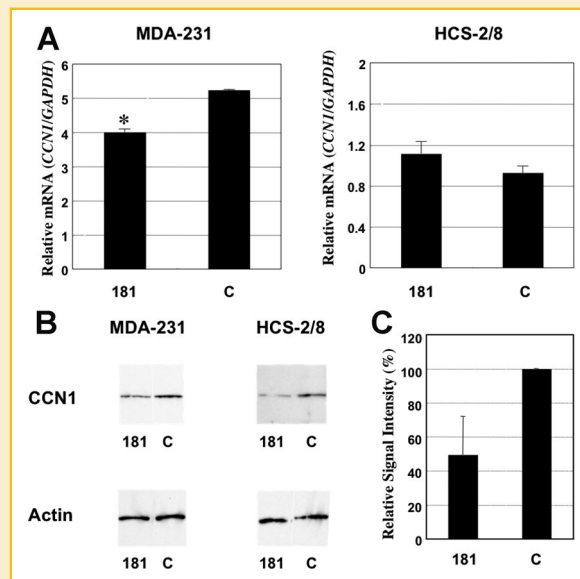 A
MDA-231
HCS-2/8
Relative mRNA (CCN1/GAPDH)
6
5
4
3
2
1
0
*
181 C
Relative mRNA (CCN1/GAPDH)
2
1.6
1.2
0.8
0.4
0
181 C
B
MDA-231 HCS-2/8
CCN1
181 C 181 C
Actin
181 C 181 C
C
Relative Signal Intensity (%)
100
80
60
40
20
0
181 C